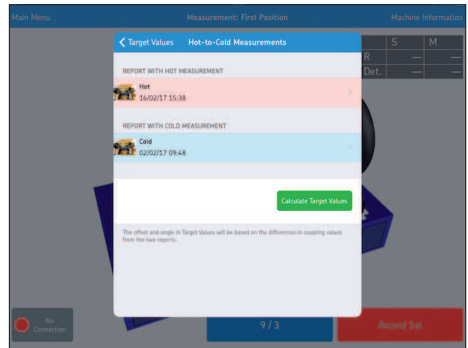 Main Menu Measurement: First Position Machine Information
Target Values Hot-to-Cold Measurements
S M
R — —
Det. — —
REPORT WITH HOT MEASUREMENT
Hot
16/02/17 15:38
REPORT WITH COLD MEASUREMENT
Cold
02/02/17 09:48
Calculate Target Values
The offset and angle in Target Values will be based on the differences in coupling values
from the two reports.
No
Connection
9 / 3